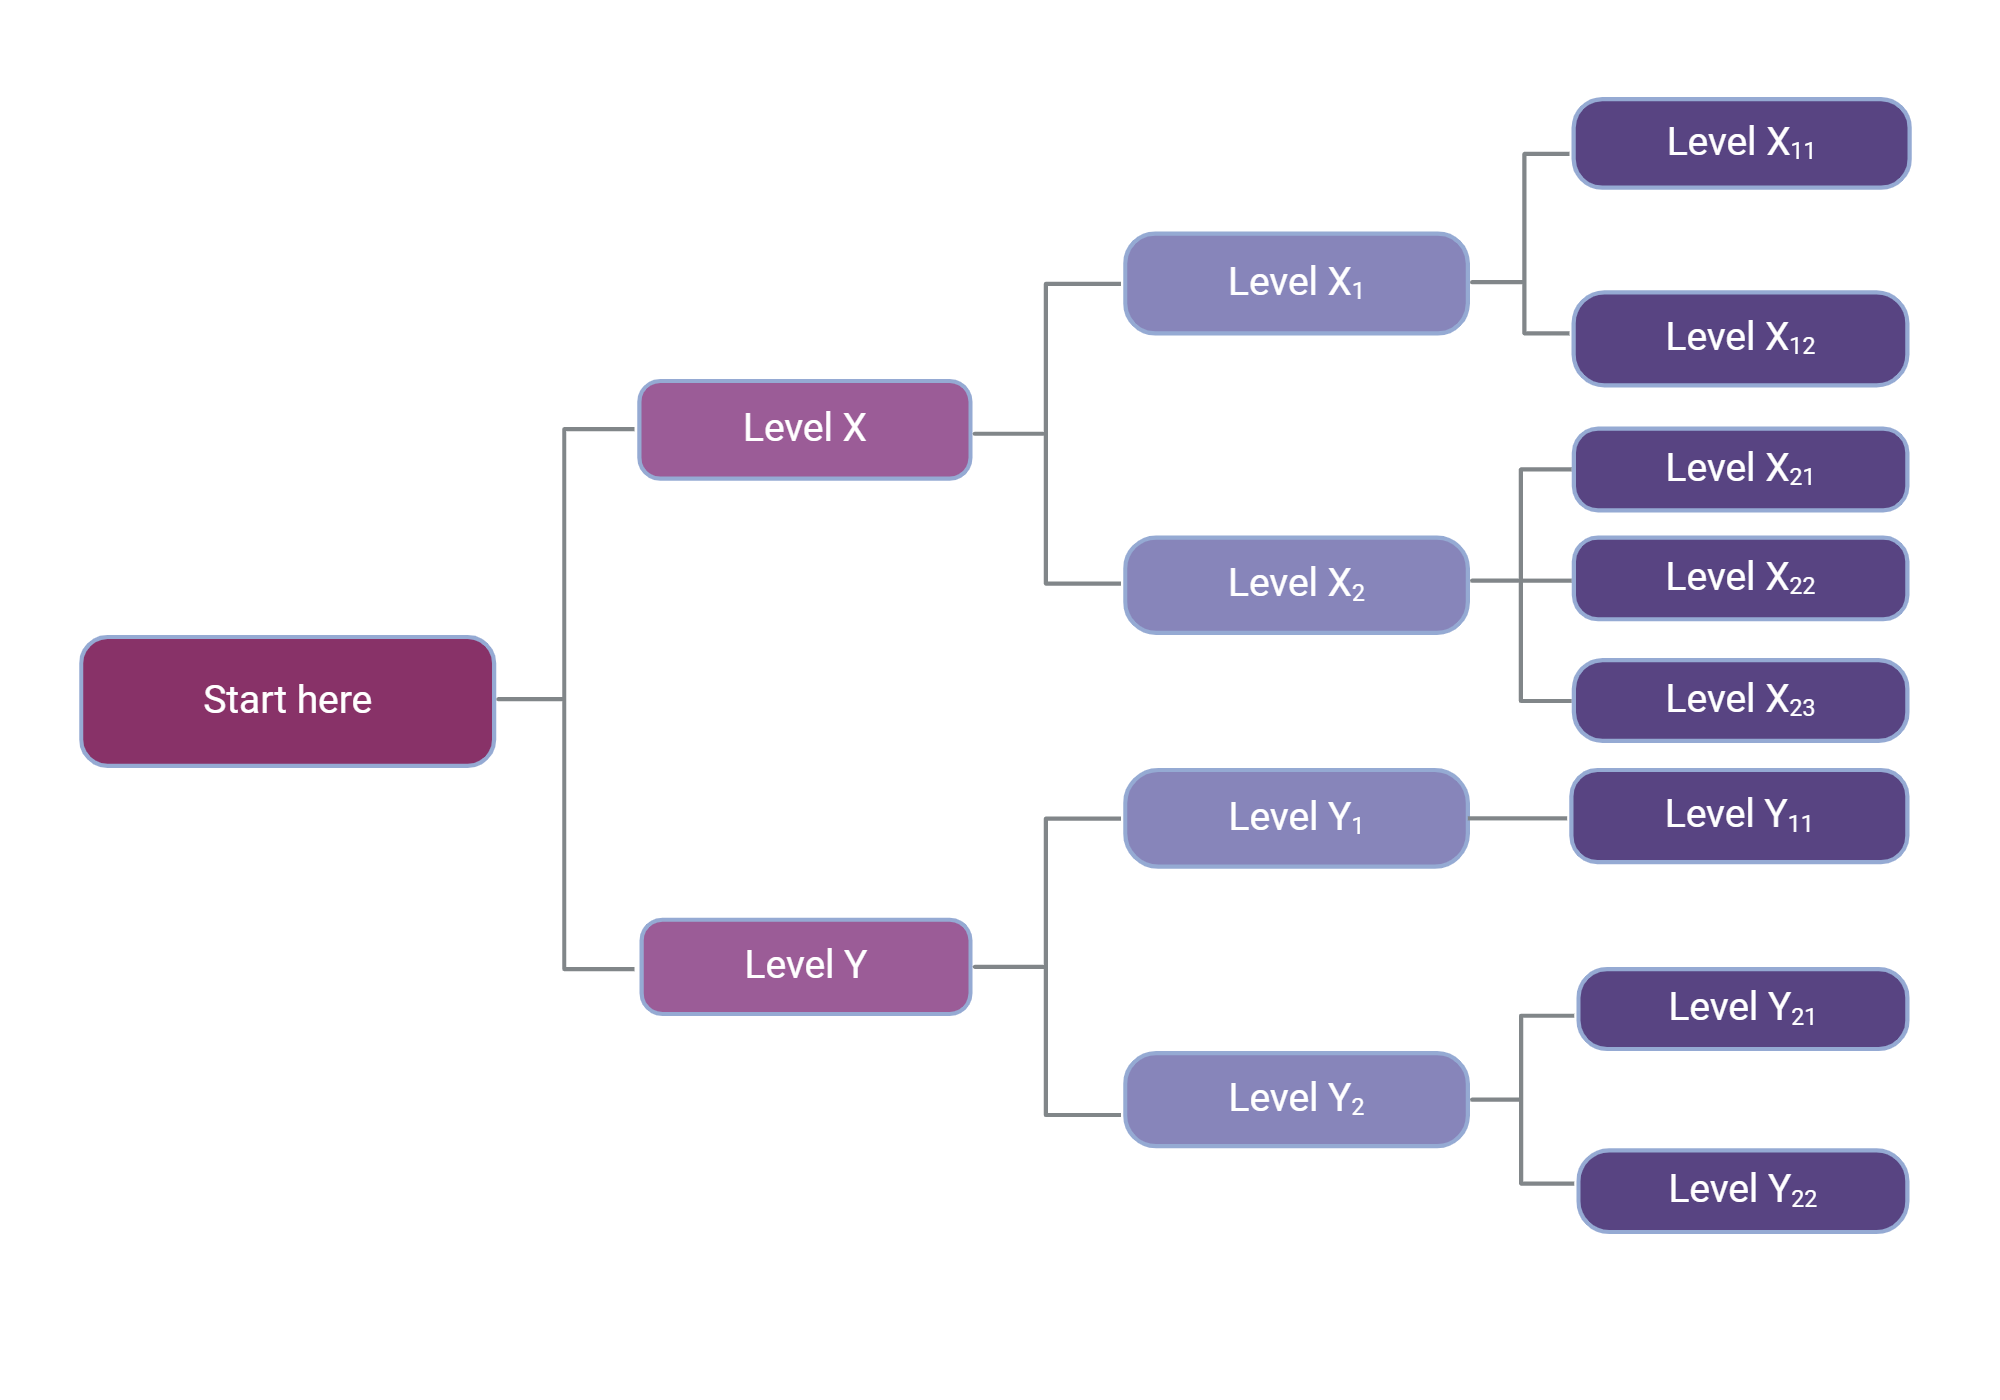 Level X₁₁
Level X₁
Level X₁₂
Level X
Level X₂₁
Level X₂₂
Level X₂
Level X₂₃
Start here
Level Y₁₁
Level Y₁
Level Y
Level Y₂₁
Level Y₂
Level Y₂₂